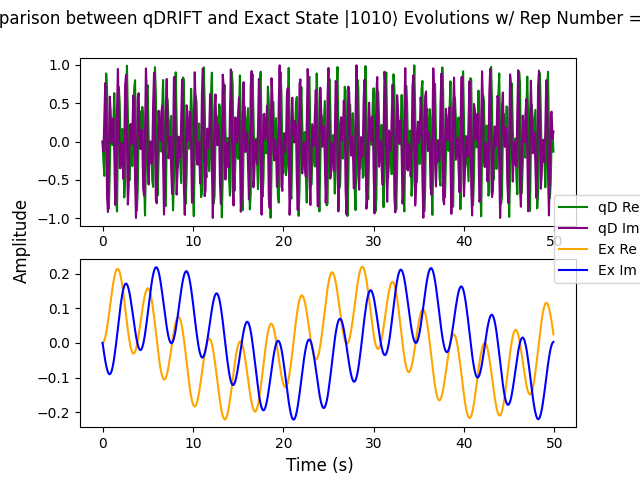 parison between qDRIFT and Exact State |1010⟩ Evolutions w/ Rep Number =
1.0
0.5
0.0
−0.5
−1.0
0 10 20 30 40 50
qD Re
qD Im
Ex Re
Ex Im
Amplitude
0.2
0.1
0.0
−0.1
−0.2
0 10 20 30 40 50
Time (s)